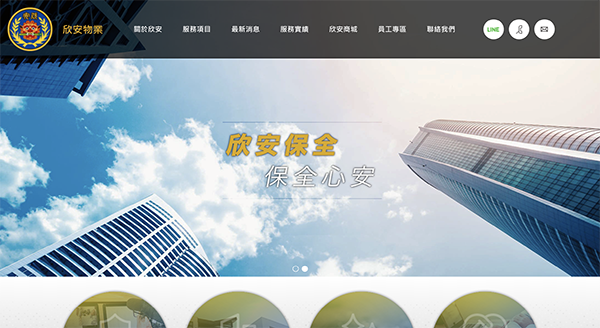 欣安物業
關於欣安
服務項目
最新消息
服務實績
欣安商城
員工專區
聯絡我們
LINE
欣安保全
保全心安